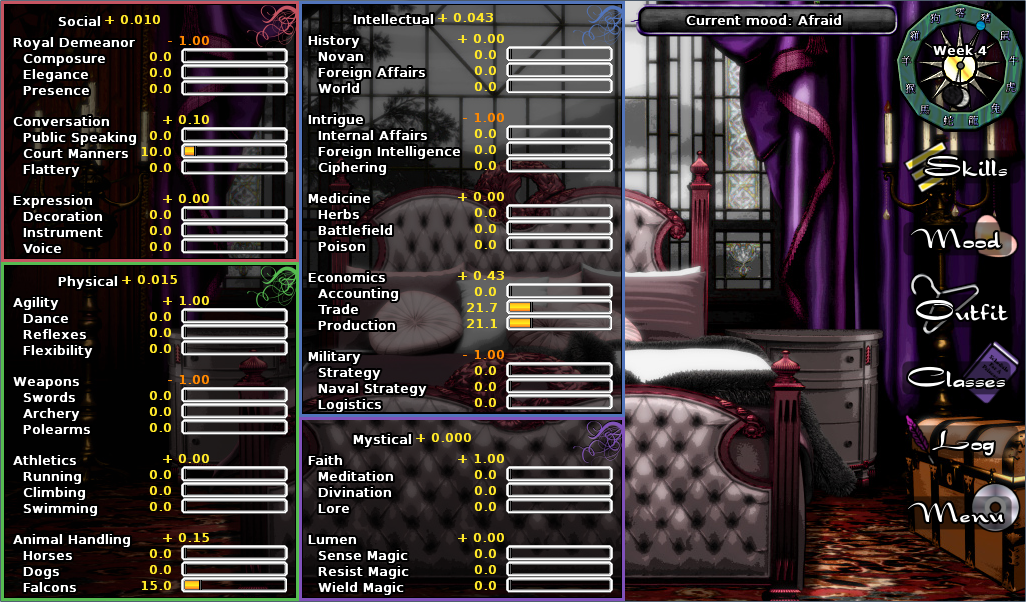 Social + 0.010
Royal Demeanor - 1.00
Composure 0.0
Elegance 0.0
Presence 0.0
Conversation + 0.10
Public Speaking 0.0
Court Manners 10.0
Flattery 0.0
Expression + 0.00
Decoration 0.0
Instrument 0.0
Voice 0.0
Physical + 0.015
Agility + 1.00
Dance 0.0
Reflexes 0.0
Flexibility 0.0
Weapons - 1.00
Swords 0.0
Archery 0.0
Polearms 0.0
Athletics + 0.00
Running 0.0
Climbing 0.0
Swimming 0.0
Animal Handling + 0.15
Horses 0.0
Dogs 0.0
Falcons 15.0
Intellectual + 0.043
History + 0.00
Novan 0.0
Foreign Affairs 0.0
World 0.0
Intrigue - 1.00
Internal Affairs 0.0
Foreign Intelligence 0.0
Ciphering 0.0
Medicine + 0.00
Herbs 0.0
Battlefield 0.0
Poison 0.0
Economics + 0.43
Accounting 0.0
Trade 21.7
Production 21.1
Military - 1.00
Strategy 0.0
Naval Strategy 0.0
Logistics 0.0
Mystical + 0.000
Faith + 1.00
Meditation 0.0
Divination 0.0
Lore 0.0
Lumen + 0.00
Sense Magic 0.0
Resist Magic 0.0
Wield Magic 0.0
Current mood: Afraid
Week 4
Skills
Mood
Outfit
Classes
Log
Menu